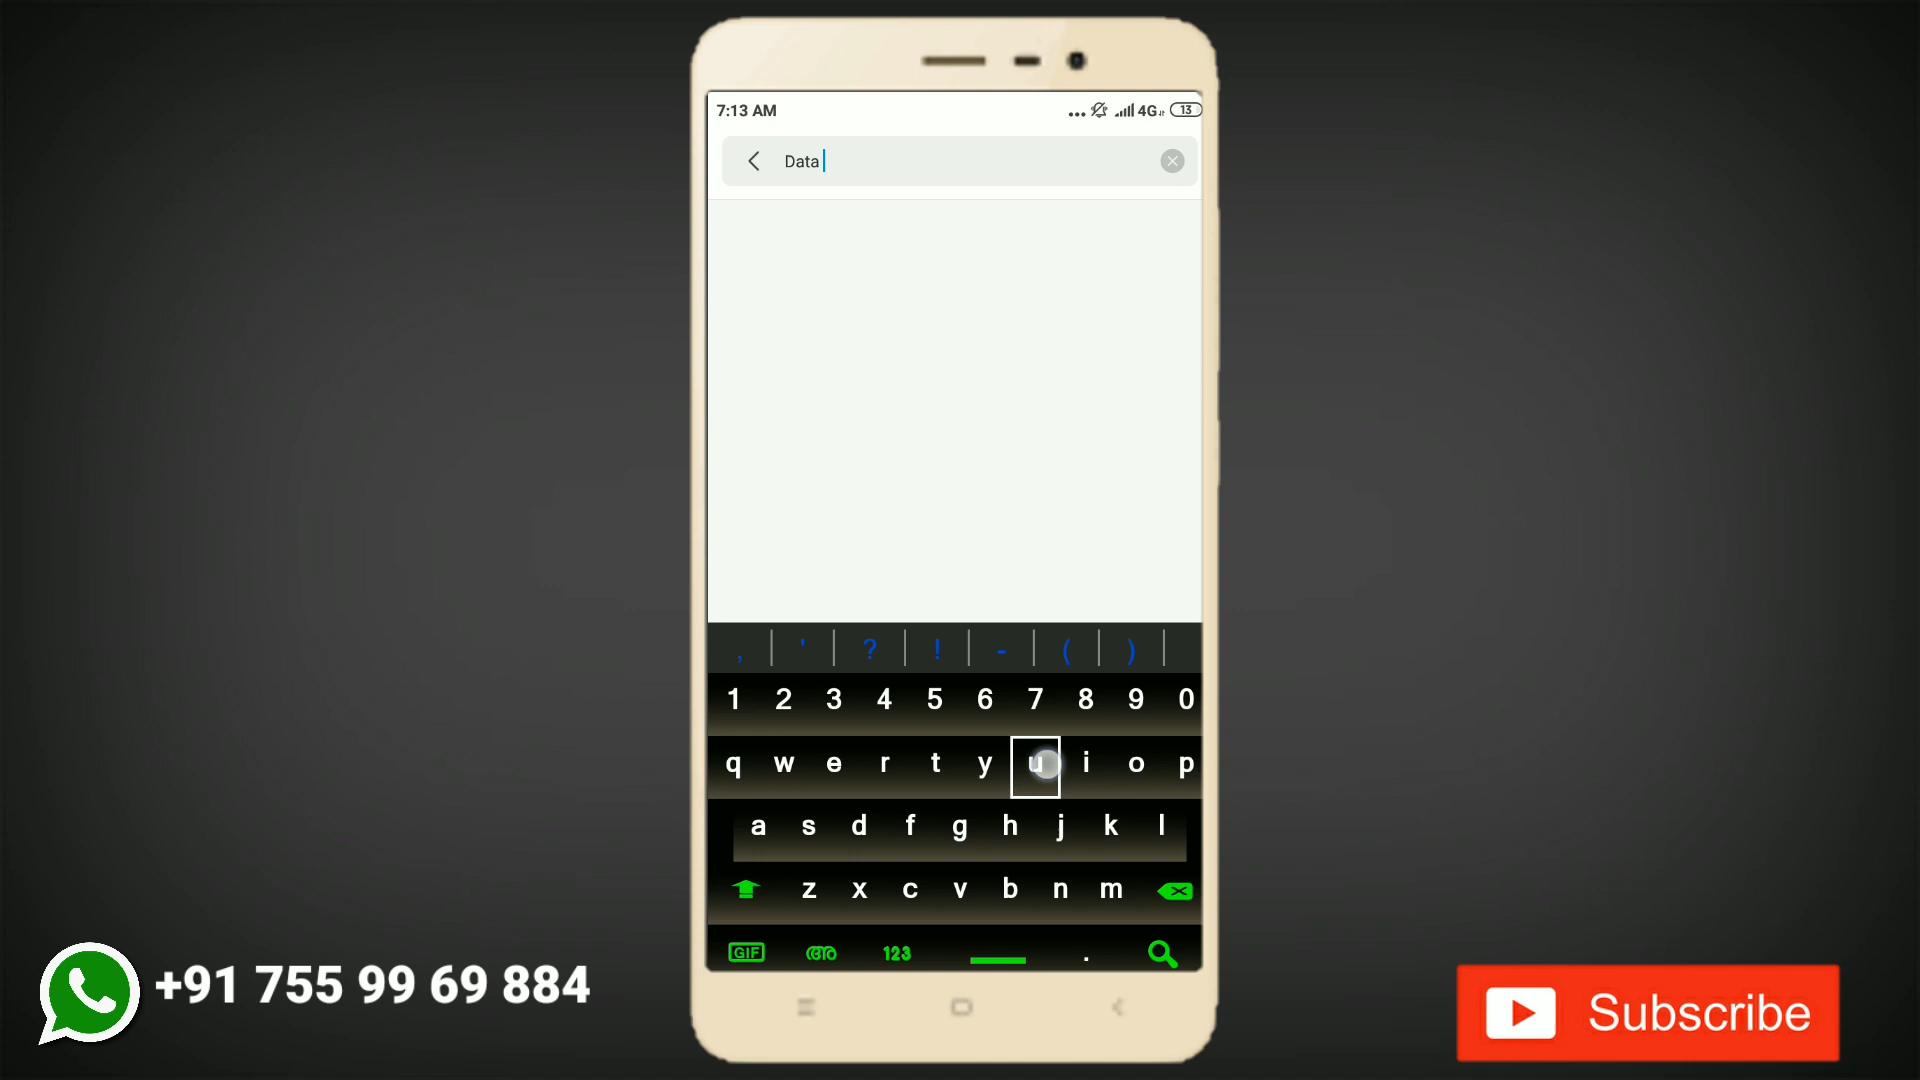 7:13 AM
4G
13
Data
, ' ? ! - ( )
1 2 3 4 5 6 7 8 9 0
q w e r t y u i o p
a s d f g h j k l
z x c v b n m
GIF അ 123 .
+91 755 99 69 884
Subscribe